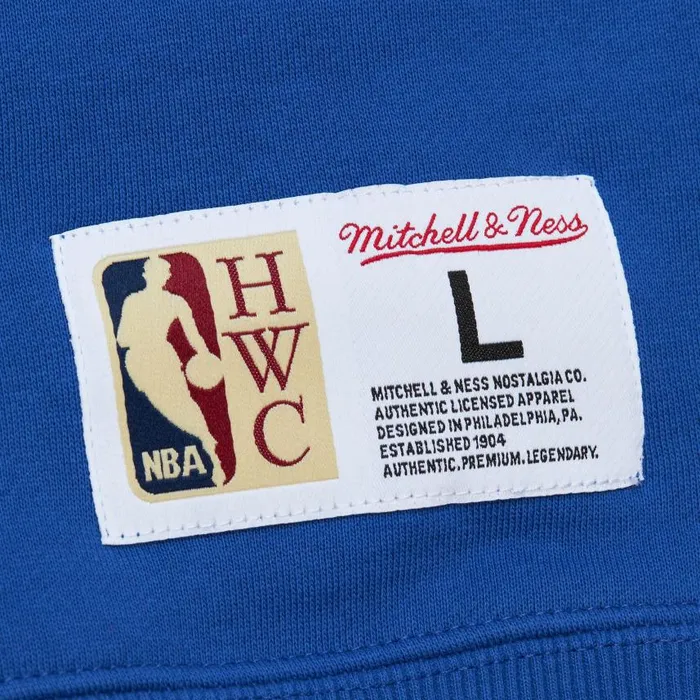 NBA
H
W
C
Mitchell & Ness
L
MITCHELL & NESS NOSTALGIA CO.
AUTHENTIC LICENSED APPAREL
DESIGNED IN PHILADELPHIA, PA.
ESTABLISHED 1904
AUTHENTIC.PREMIUM.LEGENDARY.